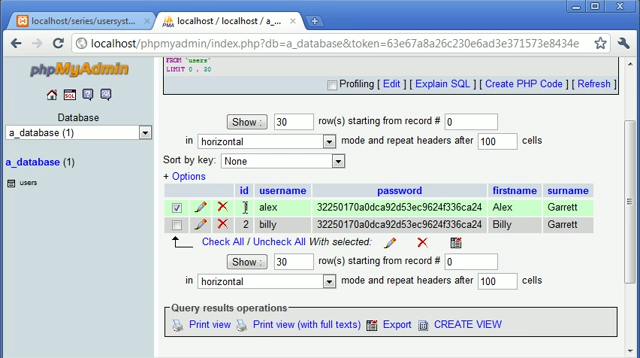 localhost/series/usersyst...
localhost / localhost / a_...
localhost/phpmyadmin/index.php?db=a_database&token=63e67a8a26c230e6ad3e371573e8434e
phpMyAdmin
Database
a_database (1)
a_database (1)
users
FROM `users`
LIMIT 0 , 30
Profiling [ Edit ] [ Explain SQL ] [ Create PHP Code ] [ Refresh ]
Show : 30 row(s) starting from record # 0
in horizontal mode and repeat headers after 100 cells
Sort by key: None
+ Options
id username password firstname surname
alex 32250170a0dca92d53ec9624f336ca24 Alex Garrett
2 billy 32250170a0dca92d53ec9624f336ca24 Billy Garrett
Check All / Uncheck All With selected:
Show : 30 row(s) starting from record # 0
in horizontal mode and repeat headers after 100 cells
Query results operations
Print view Print view (with full texts) Export CREATE VIEW